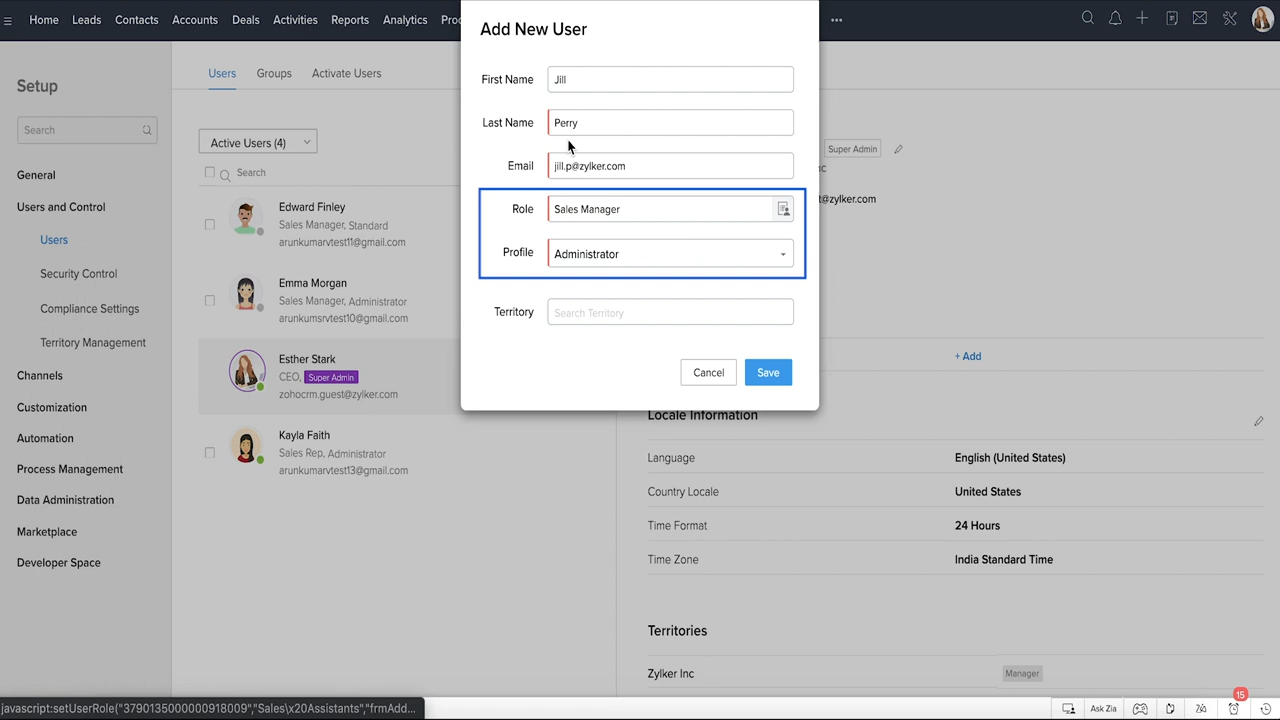 Home Leads Contacts Accounts Deals Activities Reports Analytics
Add New User
First Name Jill
Last Name Perry
Email jill.p@zylker.com
Role Sales Manager
Profile Administrator
Territory Search Territory
Cancel Save
Setup
Search
General
Users and Control
Users
Security Control
Compliance Settings
Territory Management
Channels
Customization
Automation
Process Management
Data Administration
Marketplace
Developer Space
Users Groups Activate Users
Active Users (4)
Search
Edward Finley
Sales Manager, Standard
arunkumarvtest11@gmail.com
Emma Morgan
Sales Manager, Administrator
arunkumsrvtest10@gmail.com
Esther Stark
CEO, Super Admin
zohocrm.guest@zylker.com
Kayla Faith
Sales Rep, Administrator
arunkumarvtest13@gmail.com
Super Admin
t@zylker.com
+ Add
Locale Information
Language English (United States)
Country Locale United States
Time Format 24 Hours
Time Zone India Standard Time
Territories
Zylker Inc Manager
javascript:setUserRole("3790135000000918009","Sales\x20Assistants","frmAdd...
Ask Zia
15